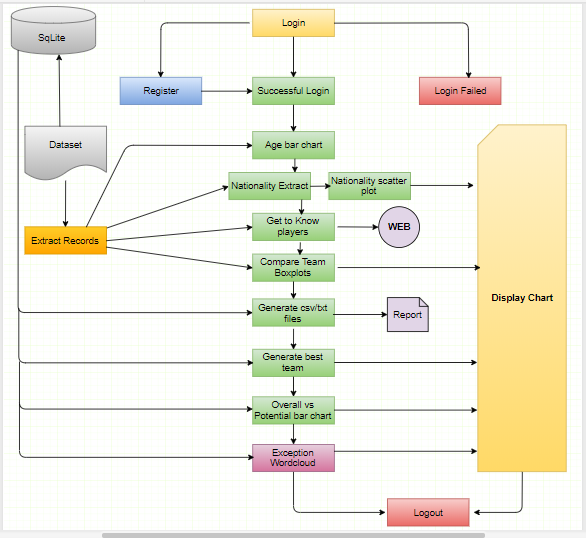 SqLite
Login
Register
Successful Login
Login Failed
Dataset
Age bar chart
Nationality Extract
Nationality scatter
plot
Extract Records
Get to Know
players
WEB
Compare Team
Boxplots
Display Chart
Generate csv/txt
files
Report
Generate best
team
Overall vs
Potential bar chart
Exception
Wordcloud
Logout